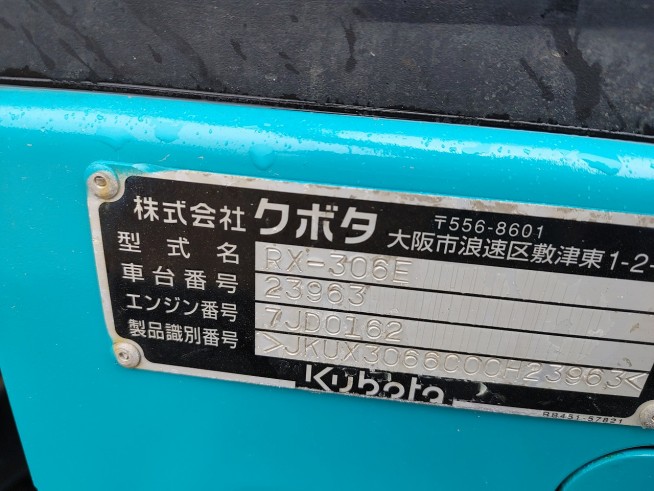 株式会社 クボタ
〒556-8601
大阪市浪速区敷津東1-2-
型式名 RX-306E
車台番号 23963
エンジン番号 7JD0162
製品識別番号 >JKUX3066C00H23963<
Kubota
RB451-57821